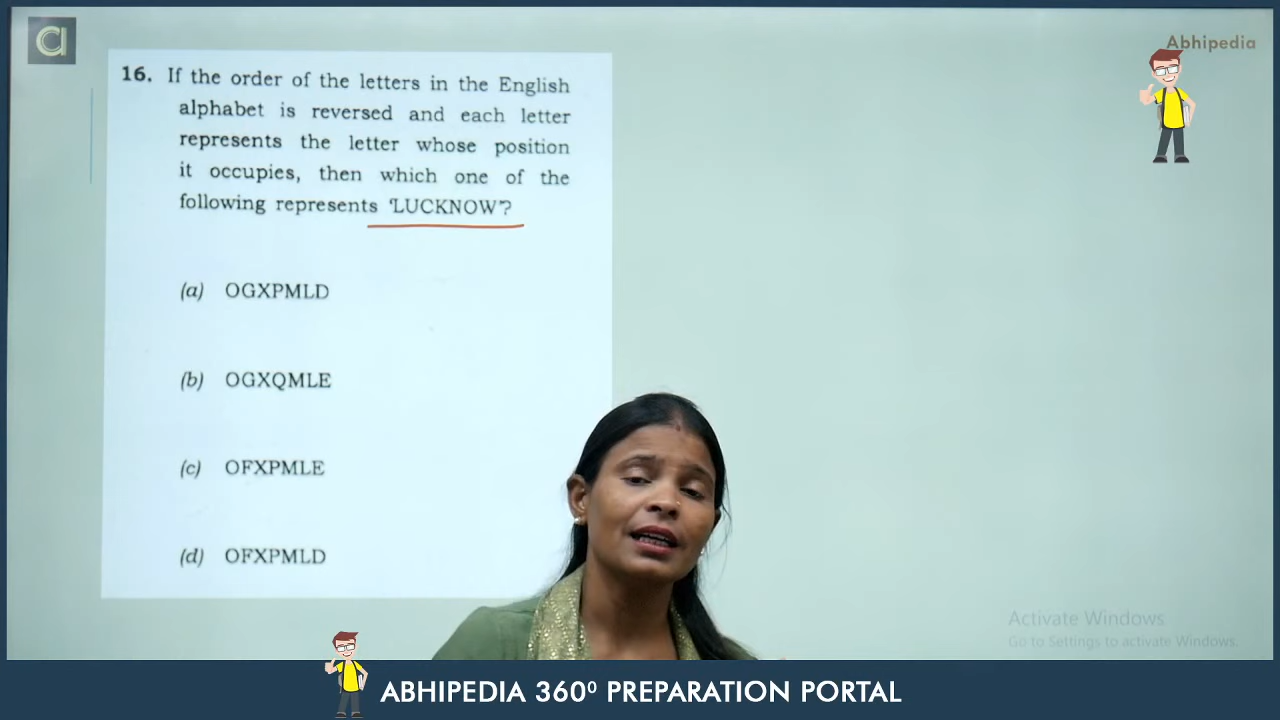 a
Abhipedia
16. If the order of the letters in the English
alphabet is reversed and each letter
represents the letter whose position
it occupies, then which one of the
following represents 'LUCKNOW'?
(a) OGXPMLD
(b) OGXQMLE
(c) OFXPMLE
(d) OFXPMLD
Activate Windows
Go to Settings to activate Windows.
ABHIPEDIA 360⁰ PREPARATION PORTAL